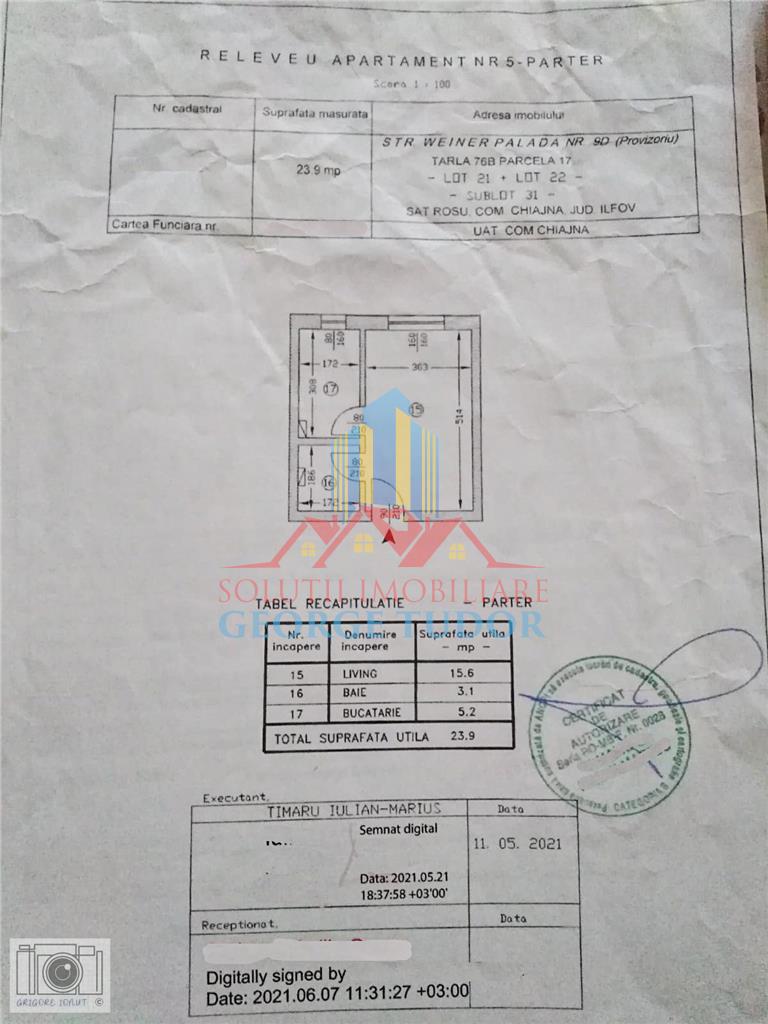 RELEVEU APARTAMENT NR 5-PARTER
Scara 1 : 100
Nr. cadastral
Suprafata masurata
Adresa imobilului
23.9 mp
STR WEINER PALADA NR 9D (Provizoriu)
TARLA 76B PARCELA 17
- LOT 21 + LOT 22 -
- SUBLOT 31 -
SAT ROSU, COM CHIAJNA, JUD ILFOV
Cartea Funciara nr.
UAT COM CHIAJNA
80
160
160
160
172
363
308
17
15
514
80
210
80
210
186
16
172
90
210
SOLUTII IMOBILIARE
GEORGE TUDOR
TABEL RECAPITULATIE - PARTER
Nr. incapere
Denumire incapere
Suprafata utila - mp -
15 LIVING 15.6
16 BAIE 3.1
17 BUCATARIE 5.2
TOTAL SUPRAFATA UTILA 23.9
CERTIFICAT
DE
AUTORIZARE
CATEGORIA
Executant,
TIMARU IULIAN-MARIUS
Data
Semnat digital
11. 05. 2021
Data: 2021.05.21
18:37:58 +03'00'
Receptionat,
Data
Digitally signed by
Date: 2021.06.07 11:31:27 +03:00
GRIGORE IONUT ©